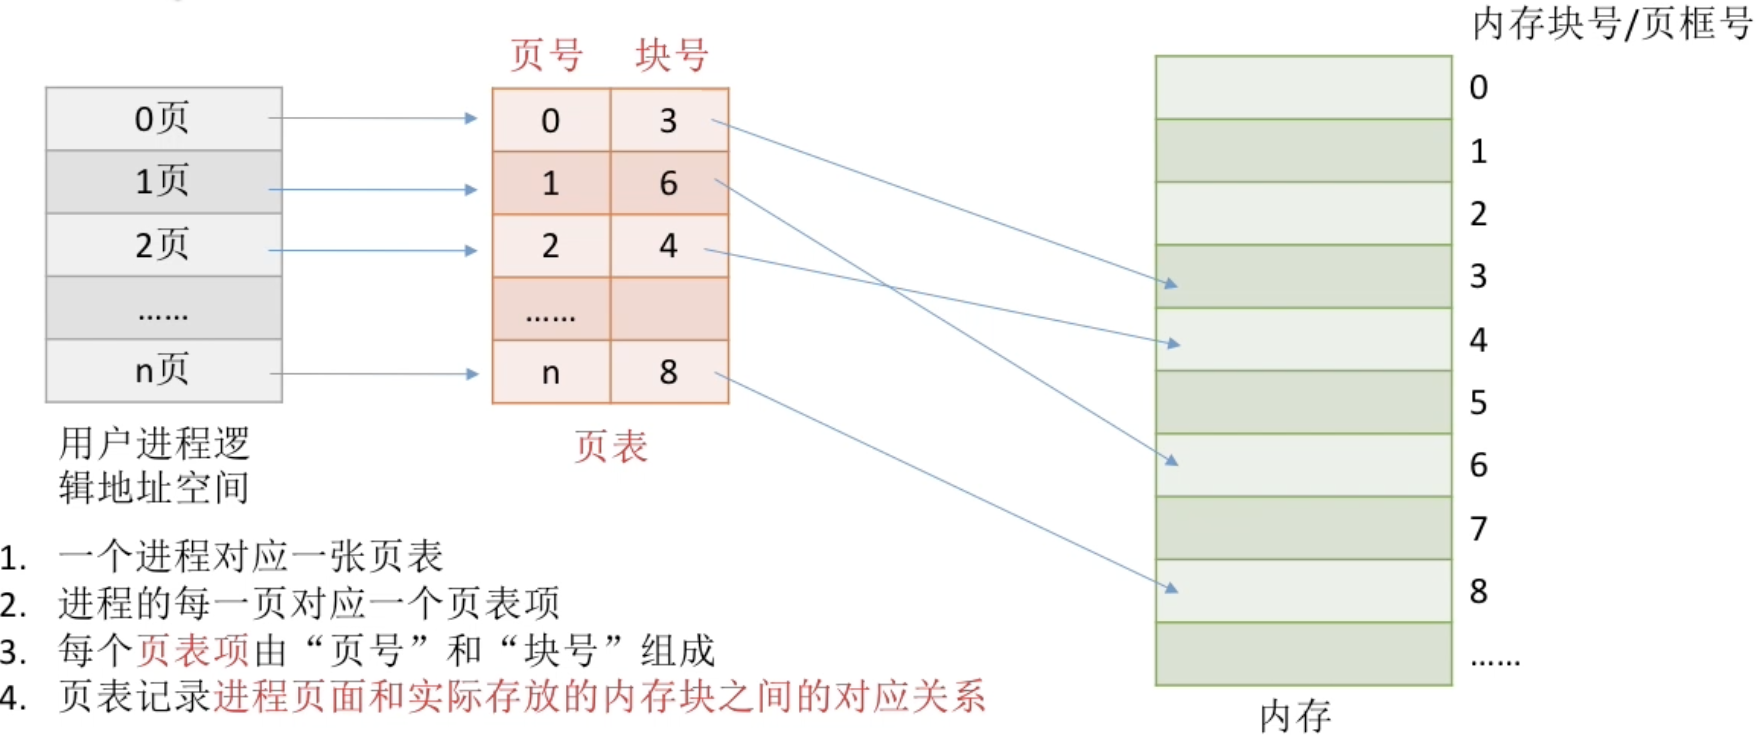 内存块号/页框号
页号 块号
0页
1页
2页
……
n页
0 3
1 6
2 4
……
n 8
0
1
2
3
4
5
6
7
8
……
用户进程逻
辑地址空间
页表
内存
1. 一个进程对应一张页表
2. 进程的每一页对应一个页表项
3. 每个页表项由“页号”和“块号”组成
4. 页表记录进程页面和实际存放的内存块之间的对应关系